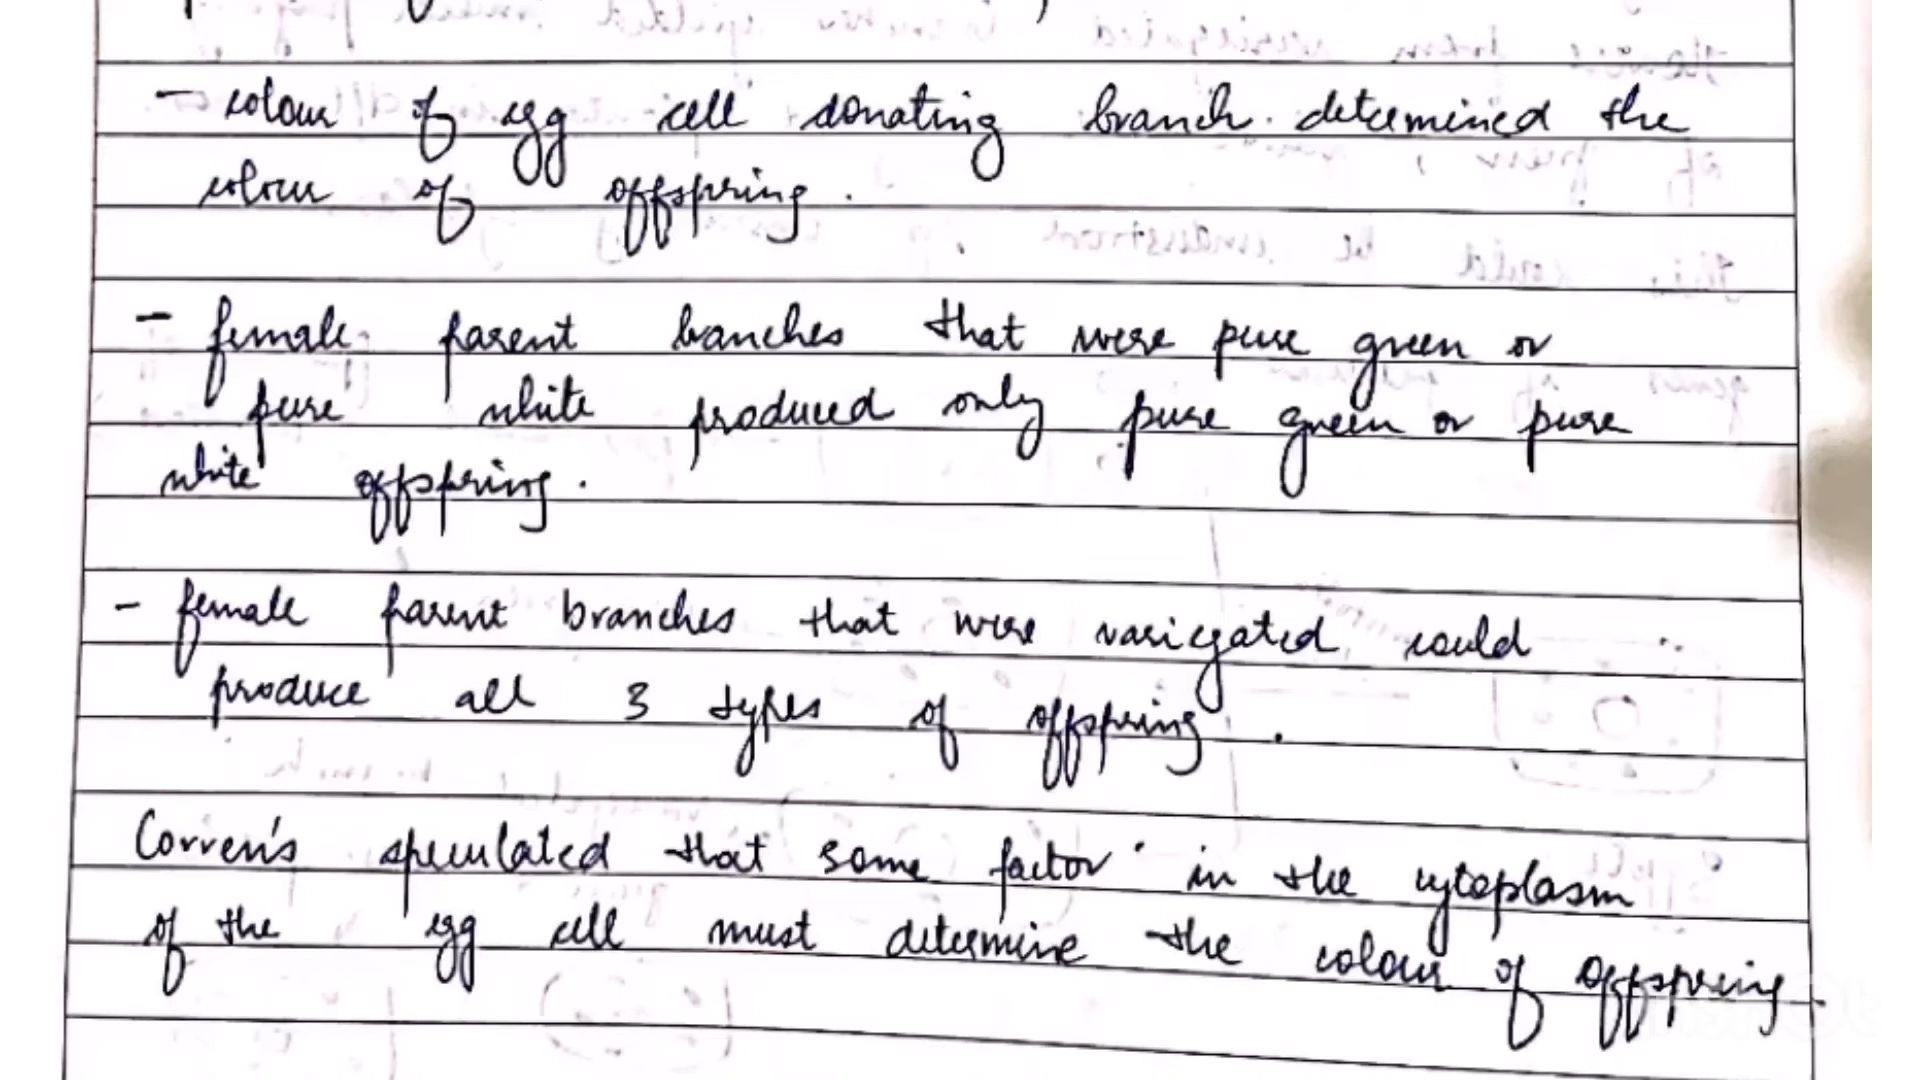 - colour of egg cell donating branch determined the
colour of offspring.
- female parent branches that were pure green or
pure white produced only pure green or pure
white offspring.
- female parent branches that were variegated could
produce all 3 types of offspring.
Corren's speculated that some factor in the cytoplasm
of the egg cell must determine the colour of offspring